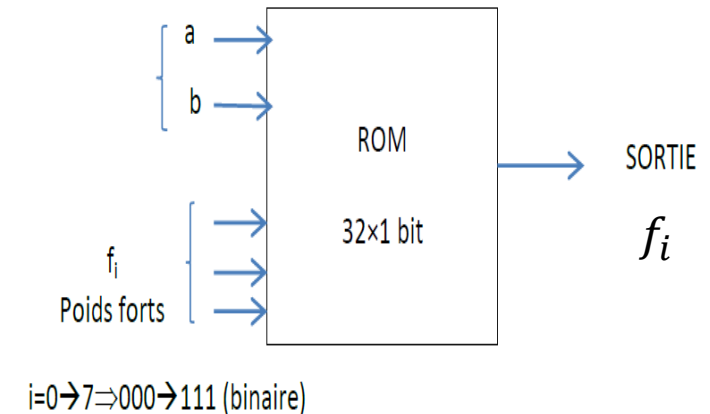 a
b
ROM
32×1 bit
SORTIE
fᵢ
fᵢ
Poids forts
i=0→7⇒000→111 (binaire)